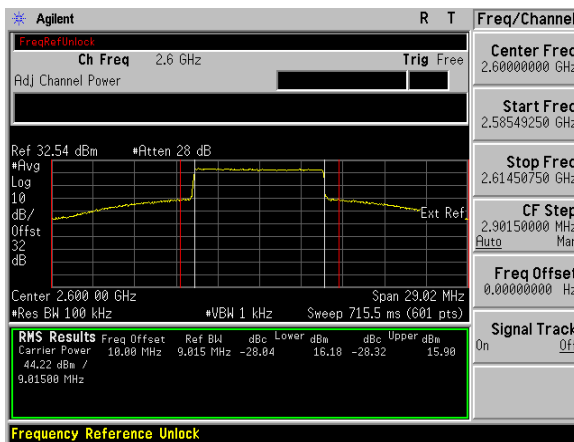 Agilent R T Freq/Channel
FreqRefUnlock
Ch Freq 2.6 GHz Trig Free
Adj Channel Power
Center Freq
2.60000000 GHz
Start Freq
2.58549250 GHz
Stop Freq
2.61450750 GHz
CF Step
2.90150000 MHz
Auto Man
Freq Offset
0.00000000 Hz
Signal Track
On Off
Ref 32.54 dBm #Atten 28 dB
#Avg
Log
10
dB/
Offst
32
dB
Ext Ref
Center 2.600 00 GHz Span 29.02 MHz
#Res BW 100 kHz #VBW 1 kHz Sweep 715.5 ms (601 pts)
RMS Results Freq Offset Ref BW dBc Lower dBm dBc Upper dBm
Carrier Power 10.00 MHz 9.015 MHz -28.04 16.18 -28.32 15.90
44.22 dBm /
9.01500 MHz
Frequency Reference Unlock